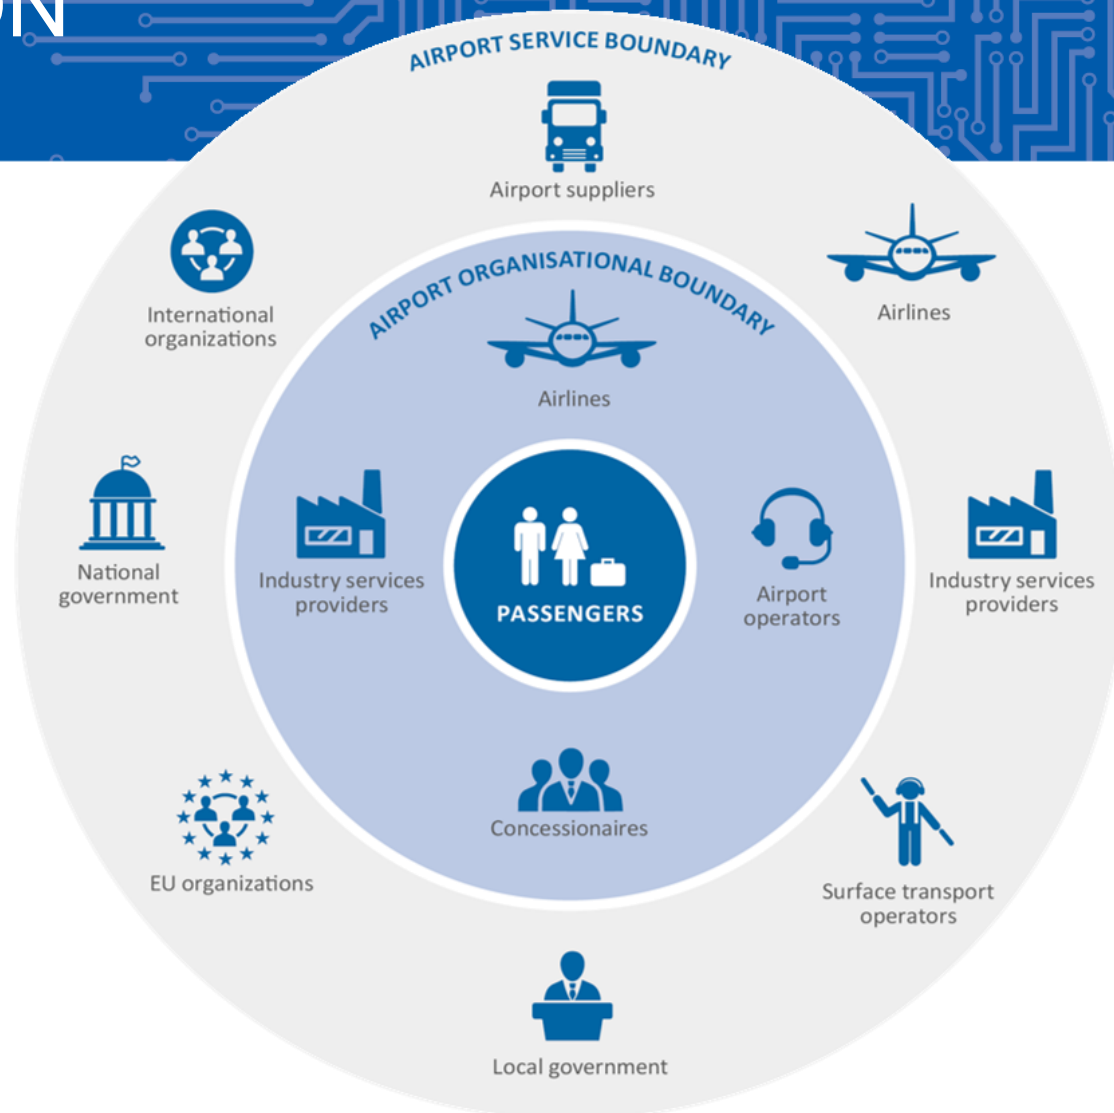 ON
AIRPORT SERVICE BOUNDARY
Airport suppliers
Airlines
International
organizations
AIRPORT ORGANISATIONAL BOUNDARY
Airlines
National
government
Industry services
providers
PASSENGERS
Airport
operators
Industry services
providers
Concessionaires
EU organizations
Surface transport
operators
Local government